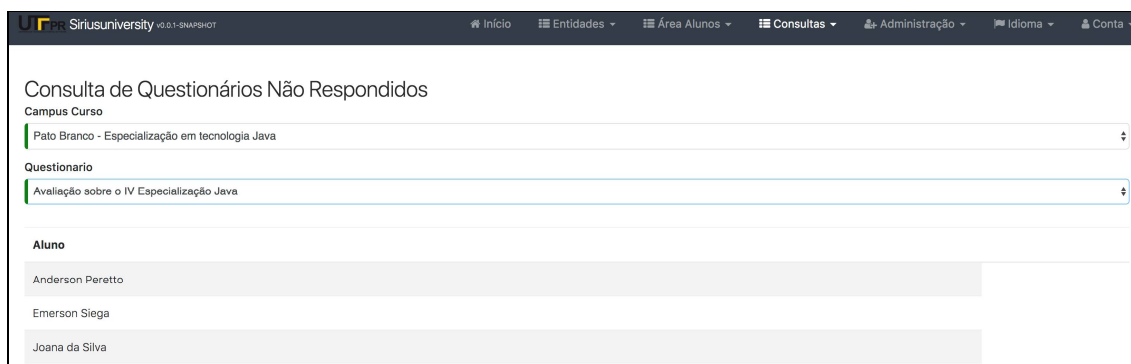 UTFPR Siriusuniversity v0.0.1-SNAPSHOT Início Entidades Área Alunos Consultas Administração Idioma Conta
Consulta de Questionários Não Respondidos
Campus Curso
Pato Branco - Especialização em tecnologia Java
Questionario
Avaliação sobre o IV Especialização Java
Aluno
Anderson Peretto
Emerson Siega
Joana da Silva